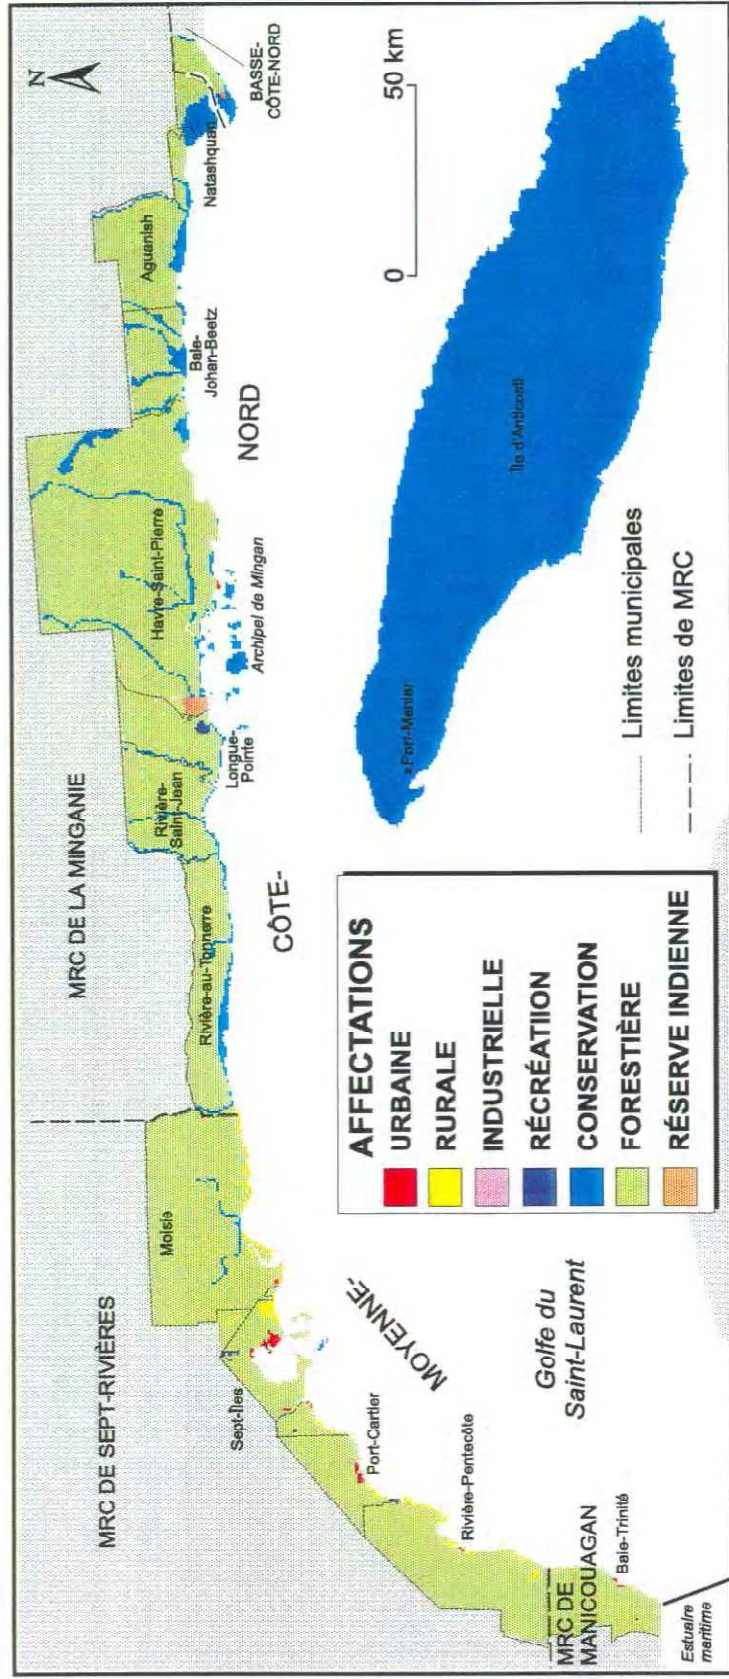 N
BASSE-
CÔTE-NORD
Natashquan
Aguanish
Baie-
Johan-Beetz
NORD
Havre-Saint-Pierre
Archipel de Mingan
MRC DE LA MINGANIE
Longue-
Pointe
Rivière-
Saint-Jean
Rivière-au-Tonnerre
CÔTE-
MRC DE SEPT-RIVIÈRES
Moisie
Sept-Îles
MOYENNE-
Port-Cartier
Rivière-Pentecôte
Golfe du
Saint-Laurent
MRC DE
MANICOUAGAN
Baie-Trinité
Estuaire
maritime
0
50 km
Île d'Anticosti
Port-Menier
Limites municipales
Limites de MRC
AFFECTATIONS
URBAINE
RURALE
INDUSTRIELLE
RÉCRÉATIION
CONSERVATION
FORESTIÈRE
RÉSERVE INDIENNE